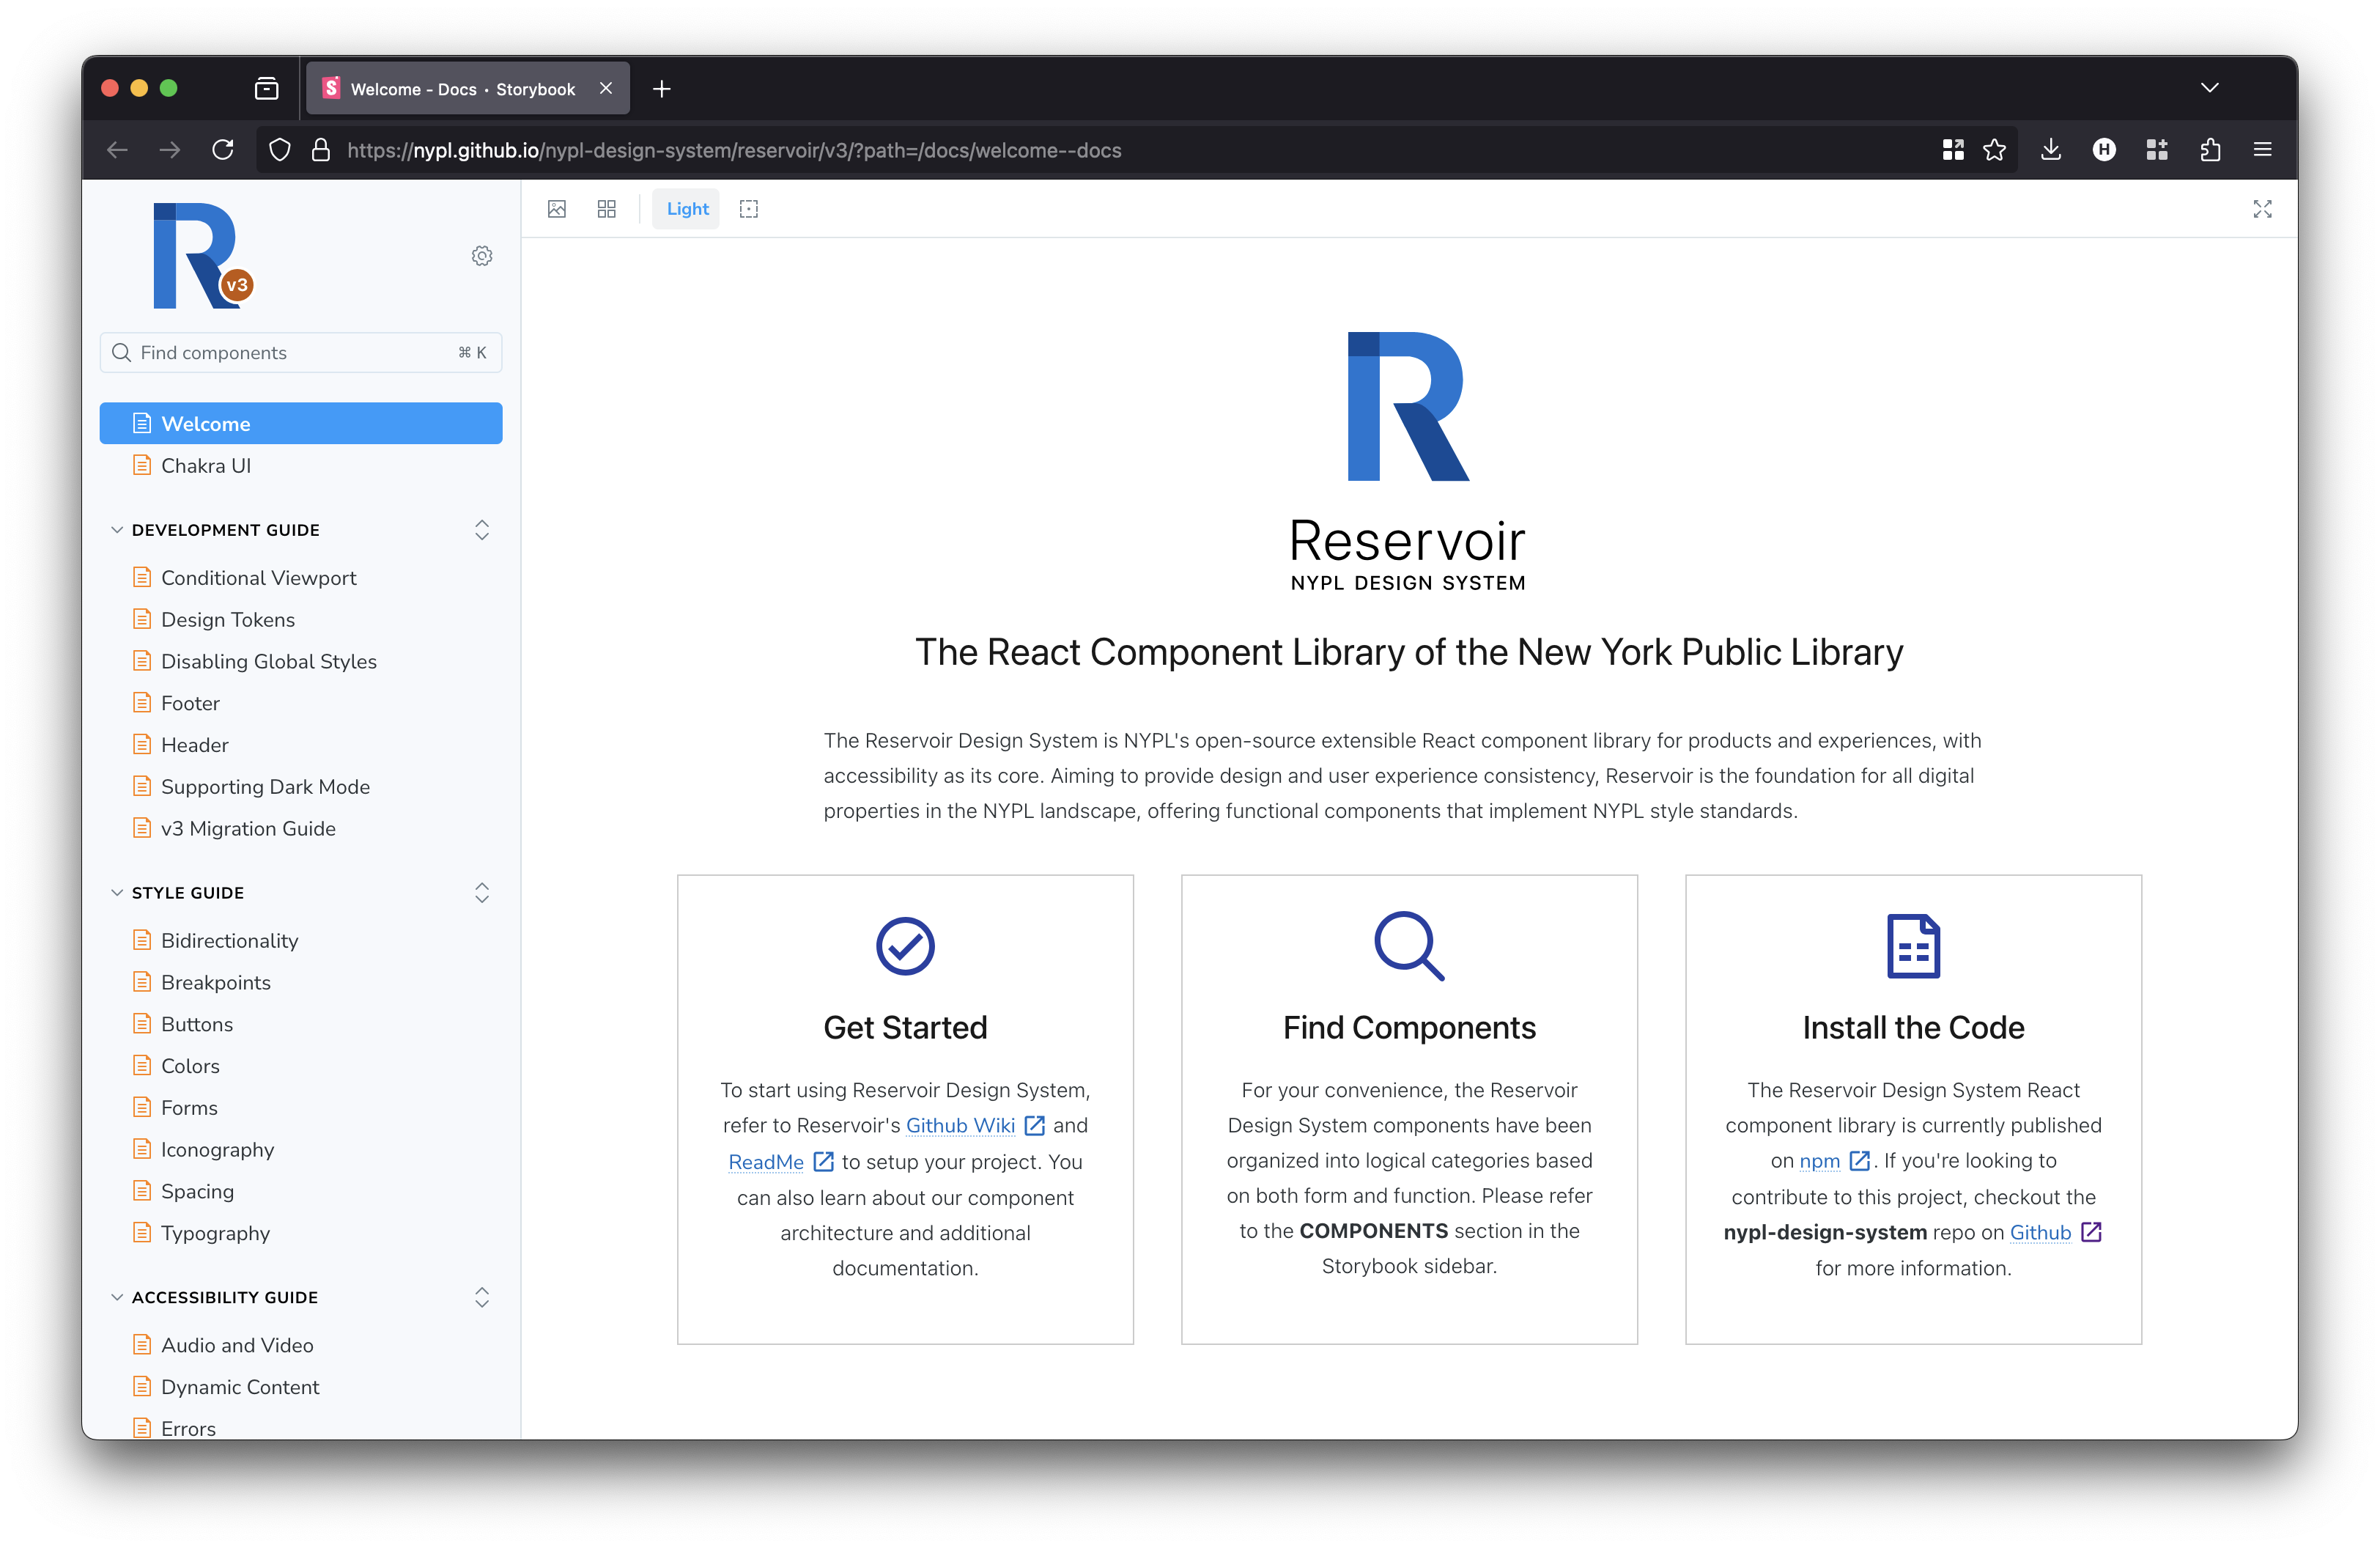 Welcome - Docs • Storybook
https://nypl.github.io/nypl-design-system/reservoir/v3/?path=/docs/welcome--docs
H
R
v3
Find components
⌘ K
Welcome
Chakra UI
DEVELOPMENT GUIDE
Conditional Viewport
Design Tokens
Disabling Global Styles
Footer
Header
Supporting Dark Mode
v3 Migration Guide
STYLE GUIDE
Bidirectionality
Breakpoints
Buttons
Colors
Forms
Iconography
Spacing
Typography
ACCESSIBILITY GUIDE
Audio and Video
Dynamic Content
Errors
Light
R
Reservoir
NYPL DESIGN SYSTEM
The React Component Library of the New York Public Library
The Reservoir Design System is NYPL's open-source extensible React component library for products and experiences, with
accessibility as its core. Aiming to provide design and user experience consistency, Reservoir is the foundation for all digital
properties in the NYPL landscape, offering functional components that implement NYPL style standards.
Get Started
To start using Reservoir Design System,
refer to Reservoir's Github Wiki and
ReadMe to setup your project. You
can also learn about our component
architecture and additional
documentation.
Find Components
For your convenience, the Reservoir
Design System components have been
organized into logical categories based
on both form and function. Please refer
to the COMPONENTS section in the
Storybook sidebar.
Install the Code
The Reservoir Design System React
component library is currently published
on npm . If you're looking to
contribute to this project, checkout the
nypl-design-system repo on Github
for more information.